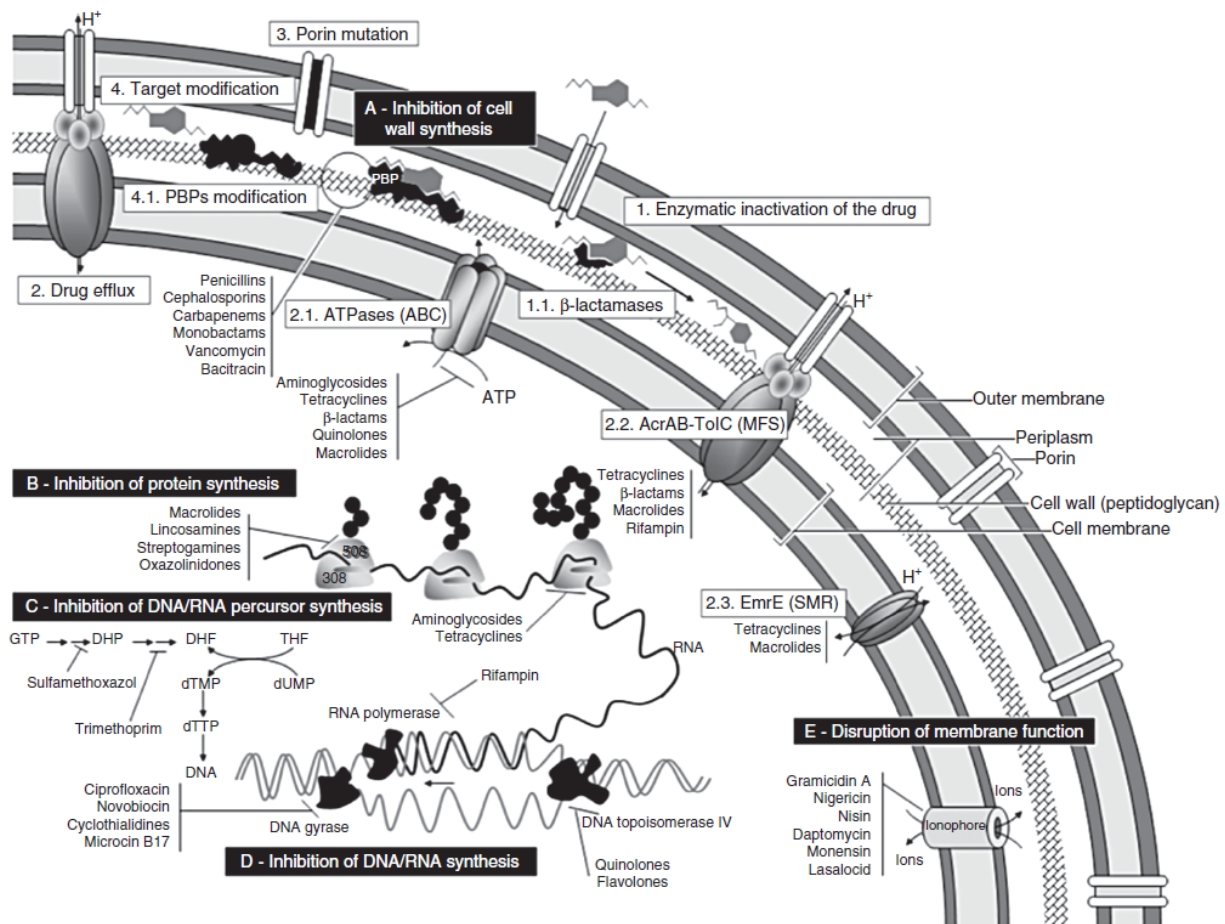 H+
3. Porin mutation
4. Target modification
A - Inhibition of cell
wall synthesis
PBP
4.1. PBPs modification
1. Enzymatic inactivation of the drug
2. Drug efflux
Penicillins
Cephalosporins
Carbapenems
Monobactams
Vancomycin
Bacitracin
2.1. ATPases (ABC)
1.1. β-lactamases
H+
Aminoglycosides
Tetracyclines
β-lactams
Quinolones
Macrolides
ATP
2.2. AcrAB-TolC (MFS)
Tetracyclines
β-lactams
Macrolides
Rifampin
Outer membrane
Periplasm
Porin
Cell wall (peptidoglycan)
Cell membrane
B - Inhibition of protein synthesis
Macrolides
Lincosamines
Streptogamines
Oxazolinidones
308
Aminoglycosides
Tetracyclines
H+
2.3. EmrE (SMR)
Tetracyclines
Macrolides
C - Inhibition of DNA/RNA percursor synthesis
GTP
DHP
DHF
THF
Sulfamethoxazol
dTMP
dUMP
Trimethoprim
dTTP
DNA
RNA
Rifampin
RNA polymerase
Ciprofloxacin
Novobiocin
Cyclothialidines
Microcin B17
DNA gyrase
DNA topoisomerase IV
D - Inhibition of DNA/RNA synthesis
Quinolones
Flavolones
E - Disruption of membrane function
Gramicidin A
Nigericin
Nisin
Daptomycin
Monensin
Lasalocid
Ions
Ionophore
Ions